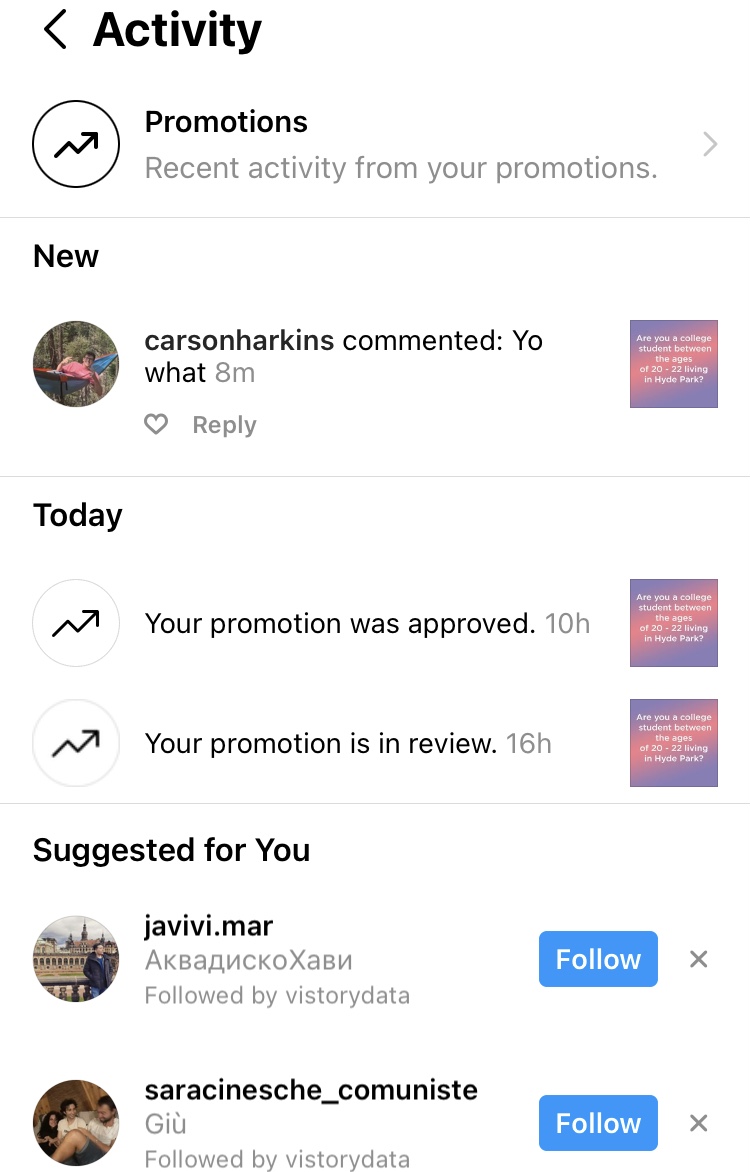 Activity
Promotions
Recent activity from your promotions.
New
carsonharkins commented: Yo
what 8m
Reply
Are you a college
student between
the ages
of 20 - 22 living
in Hyde Park?
Today
Your promotion was approved. 10h
Are you a college
student between
the ages
of 20 - 22 living
in Hyde Park?
Your promotion is in review. 16h
Are you a college
student between
the ages
of 20 - 22 living
in Hyde Park?
Suggested for You
javivi.mar
АквадискоХави
Followed by vistorydata
Follow
saracinesche_comuniste
Giù
Followed by vistorydata
Follow